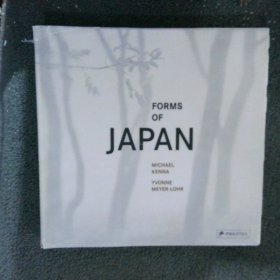 FORMS
OF
JAPAN
MICHAEL
KENNA
YVONNE
MEYER-LOHR
PRESTEL